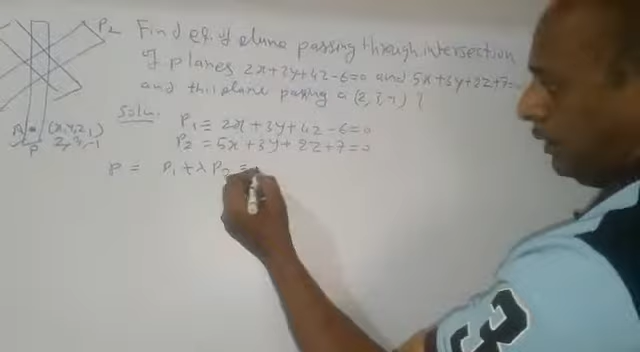 P2 Find eq. of plane passing through intersection
of planes 2x+3y+4z-6=0 and 5x+3y+2z+7=0
and this plane passing a (2,3,-1)
Soln: P1 ≡ 2x+3y+4z-6=0
P2 = 5x+3y+2z+7=0
A (x1,y1,z1)
2,3,-1
P
P = P1+λP2 =
3